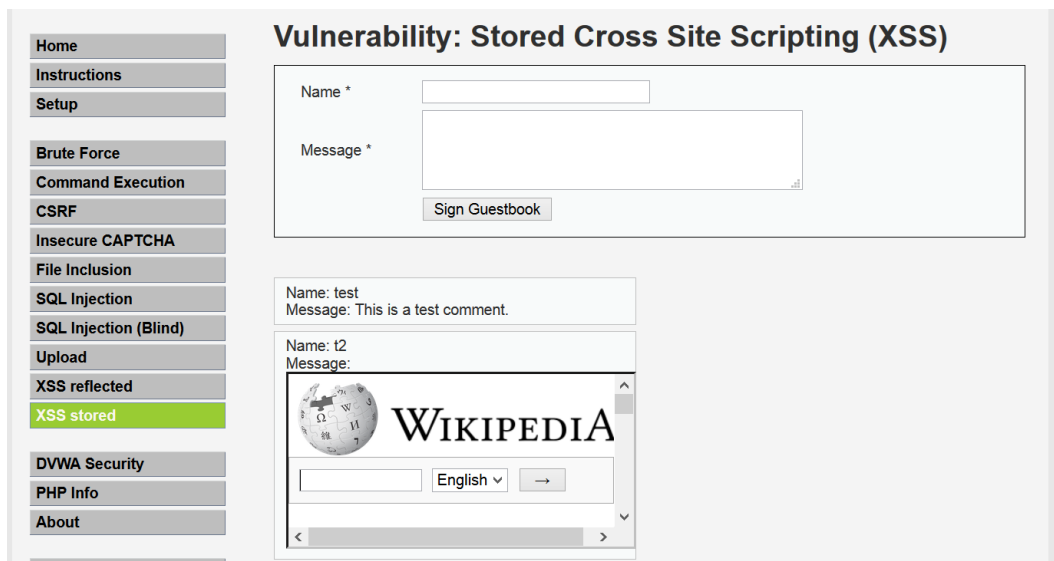 Home
Instructions
Setup
Brute Force
Command Execution
CSRF
Insecure CAPTCHA
File Inclusion
SQL Injection
SQL Injection (Blind)
Upload
XSS reflected
XSS stored
DVWA Security
PHP Info
About
Vulnerability: Stored Cross Site Scripting (XSS)
Name *
Message *
Sign Guestbook
Name: test
Message: This is a test comment.
Name: t2
Message:
WIKIPEDIA
English
→